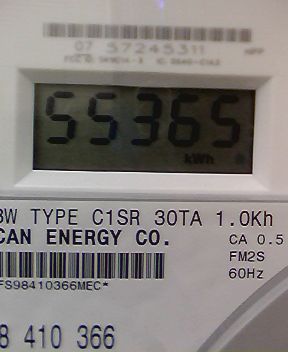 07 57245311
55365
kWh
3W TYPE C1SR 30TA 1.0Kh
CAN ENERGY CO.
CA 0.5
FM2S
60Hz
FS98410366MEC*
8 410 366